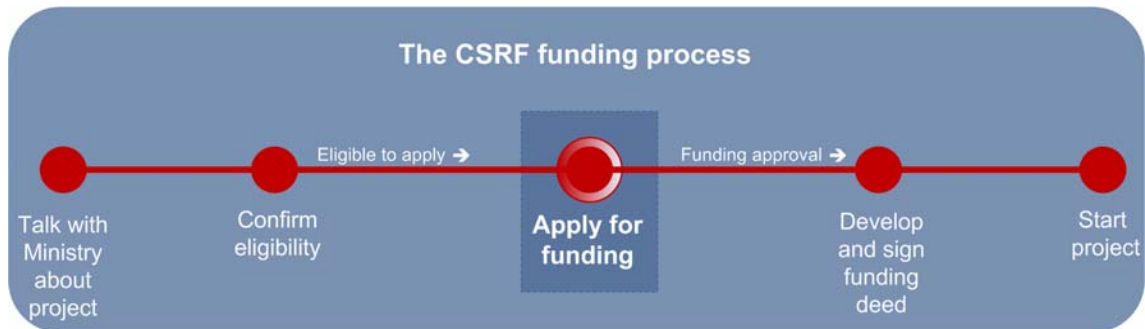 The CSRF funding process
Eligible to apply ➔
Funding approval ➔
Talk with
Ministry
about
project
Confirm
eligibility
Apply for
funding
Develop
and sign
funding
deed
Start
project